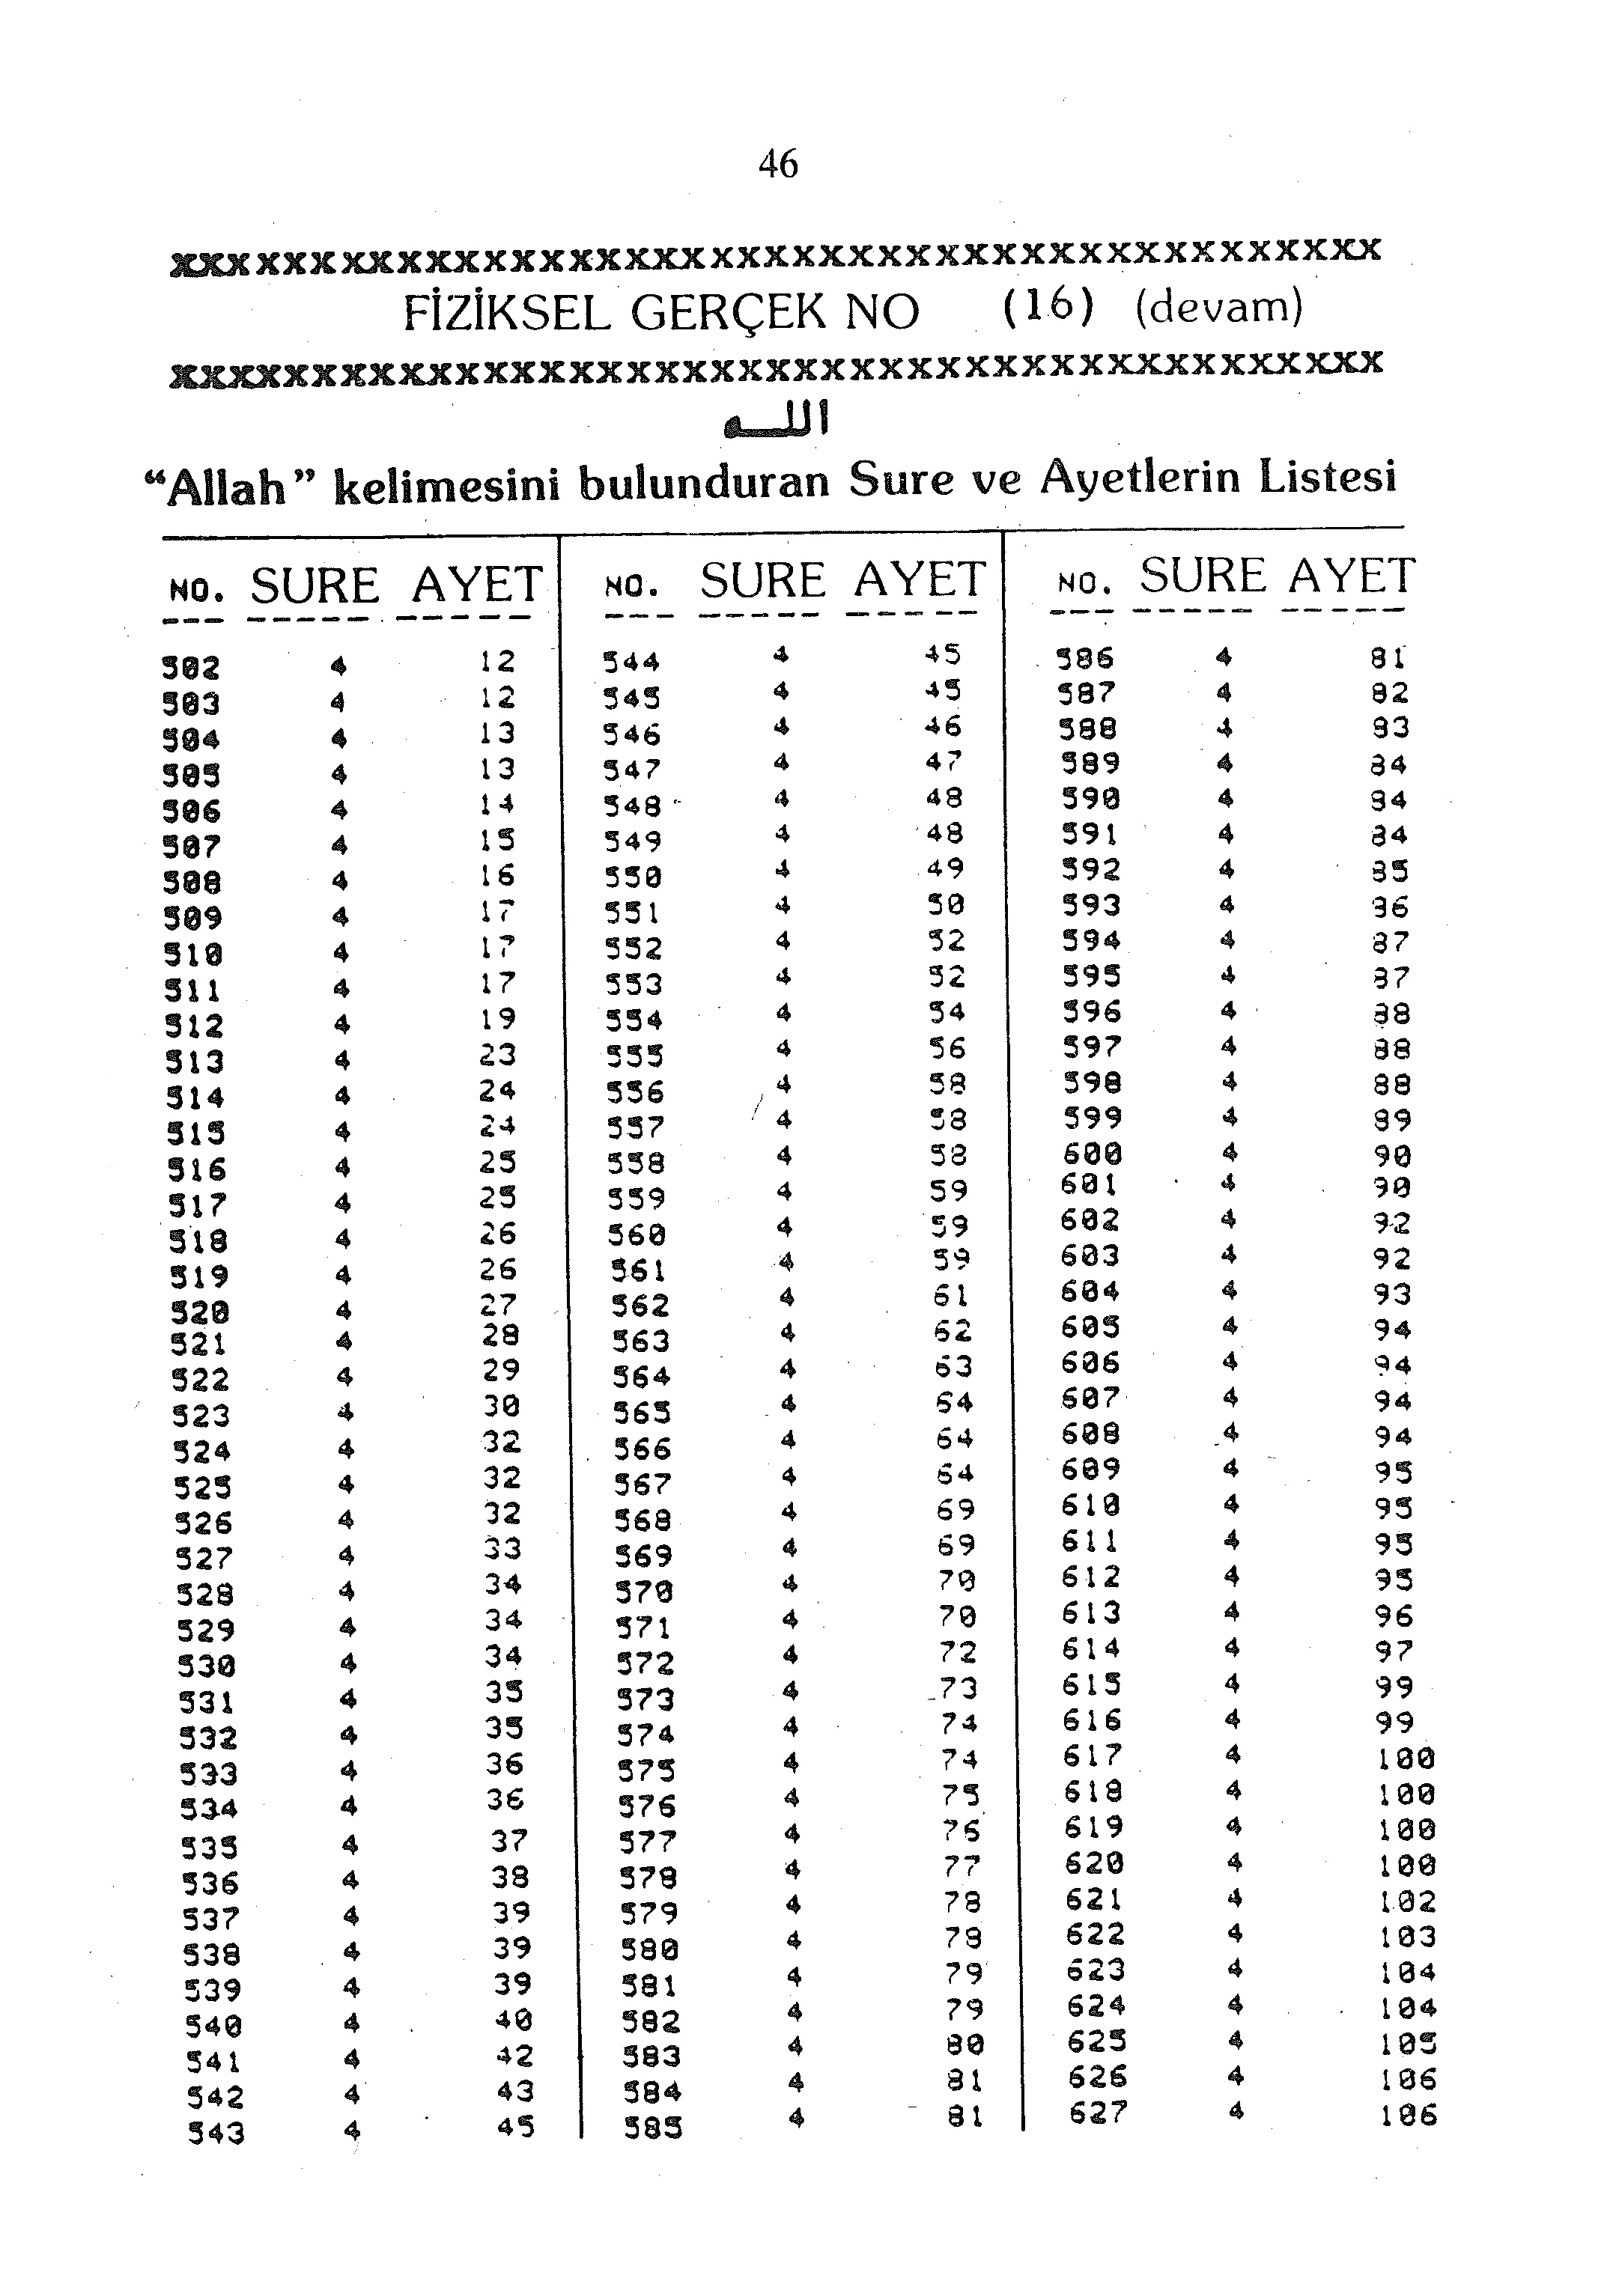 46
XXXXXXXXXXXXXXXXXXXXXXXXXXXXXXXXXXXXXXXXXXX
FİZİKSEL GERÇEK NO (16) (devam)
XXXXXXXXXXXXXXXXXXXXXXXXXXXXXXXXXXXXXXXXXXX
الله
“Allah” kelimesini bulunduran Sure ve Ayetlerin Listesi
NO. SURE AYET NO. SURE AYET NO. SURE AYET
502 4 12 544 4 45 586 4 81
503 4 12 545 4 45 587 4 82
504 4 13 546 4 46 588 4 83
505 4 13 547 4 47 589 4 84
506 4 14 548 4 48 590 4 84
507 4 15 549 4 48 591 4 84
508 4 16 550 4 49 592 4 85
509 4 17 551 4 50 593 4 86
510 4 17 552 4 52 594 4 87
511 4 17 553 4 52 595 4 87
512 4 19 554 4 54 596 4 88
513 4 23 555 4 56 597 4 88
514 4 24 556 4 58 598 4 88
515 4 24 557 4 58 599 4 89
516 4 25 558 4 58 600 4 90
517 4 25 559 4 59 601 4 90
518 4 26 560 4 59 602 4 92
519 4 26 561 4 59 603 4 92
520 4 27 562 4 61 604 4 93
521 4 28 563 4 62 605 4 94
522 4 29 564 4 63 606 4 94
523 4 30 565 4 64 607 4 94
524 4 32 566 4 64 608 4 94
525 4 32 567 4 64 609 4 95
526 4 32 568 4 69 610 4 95
527 4 33 569 4 69 611 4 95
528 4 34 570 4 70 612 4 95
529 4 34 571 4 70 613 4 96
530 4 34 572 4 72 614 4 97
531 4 35 573 4 73 615 4 99
532 4 35 574 4 74 616 4 99
533 4 36 575 4 74 617 4 100
534 4 36 576 4 75 618 4 100
535 4 37 577 4 76 619 4 100
536 4 38 578 4 77 620 4 100
537 4 39 579 4 78 621 4 102
538 4 39 580 4 78 622 4 103
539 4 39 581 4 79 623 4 104
540 4 40 582 4 79 624 4 104
541 4 42 583 4 80 625 4 105
542 4 43 584 4 81 626 4 106
543 4 45 585 4 81 627 4 106